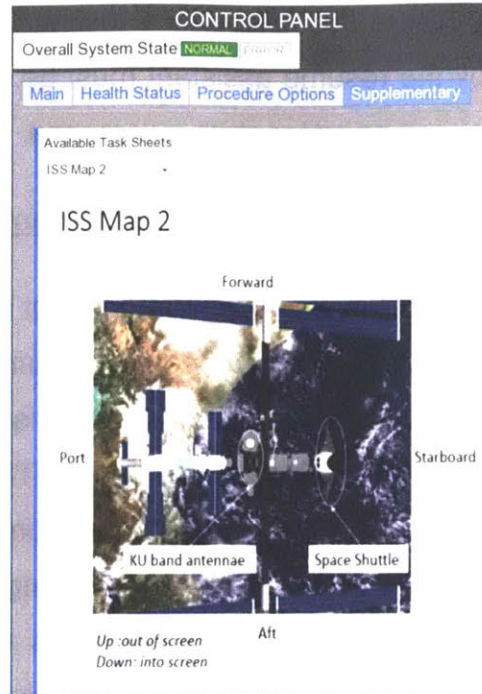 CONTROL PANEL
Overall System State NORMAL
Main Health Status Procedure Options Supplementary
Available Task Sheets
ISS Map 2
ISS Map 2
Forward
Port
Starboard
KU band antennae
Space Shuttle
Aft
Up :out of screen
Down: into screen